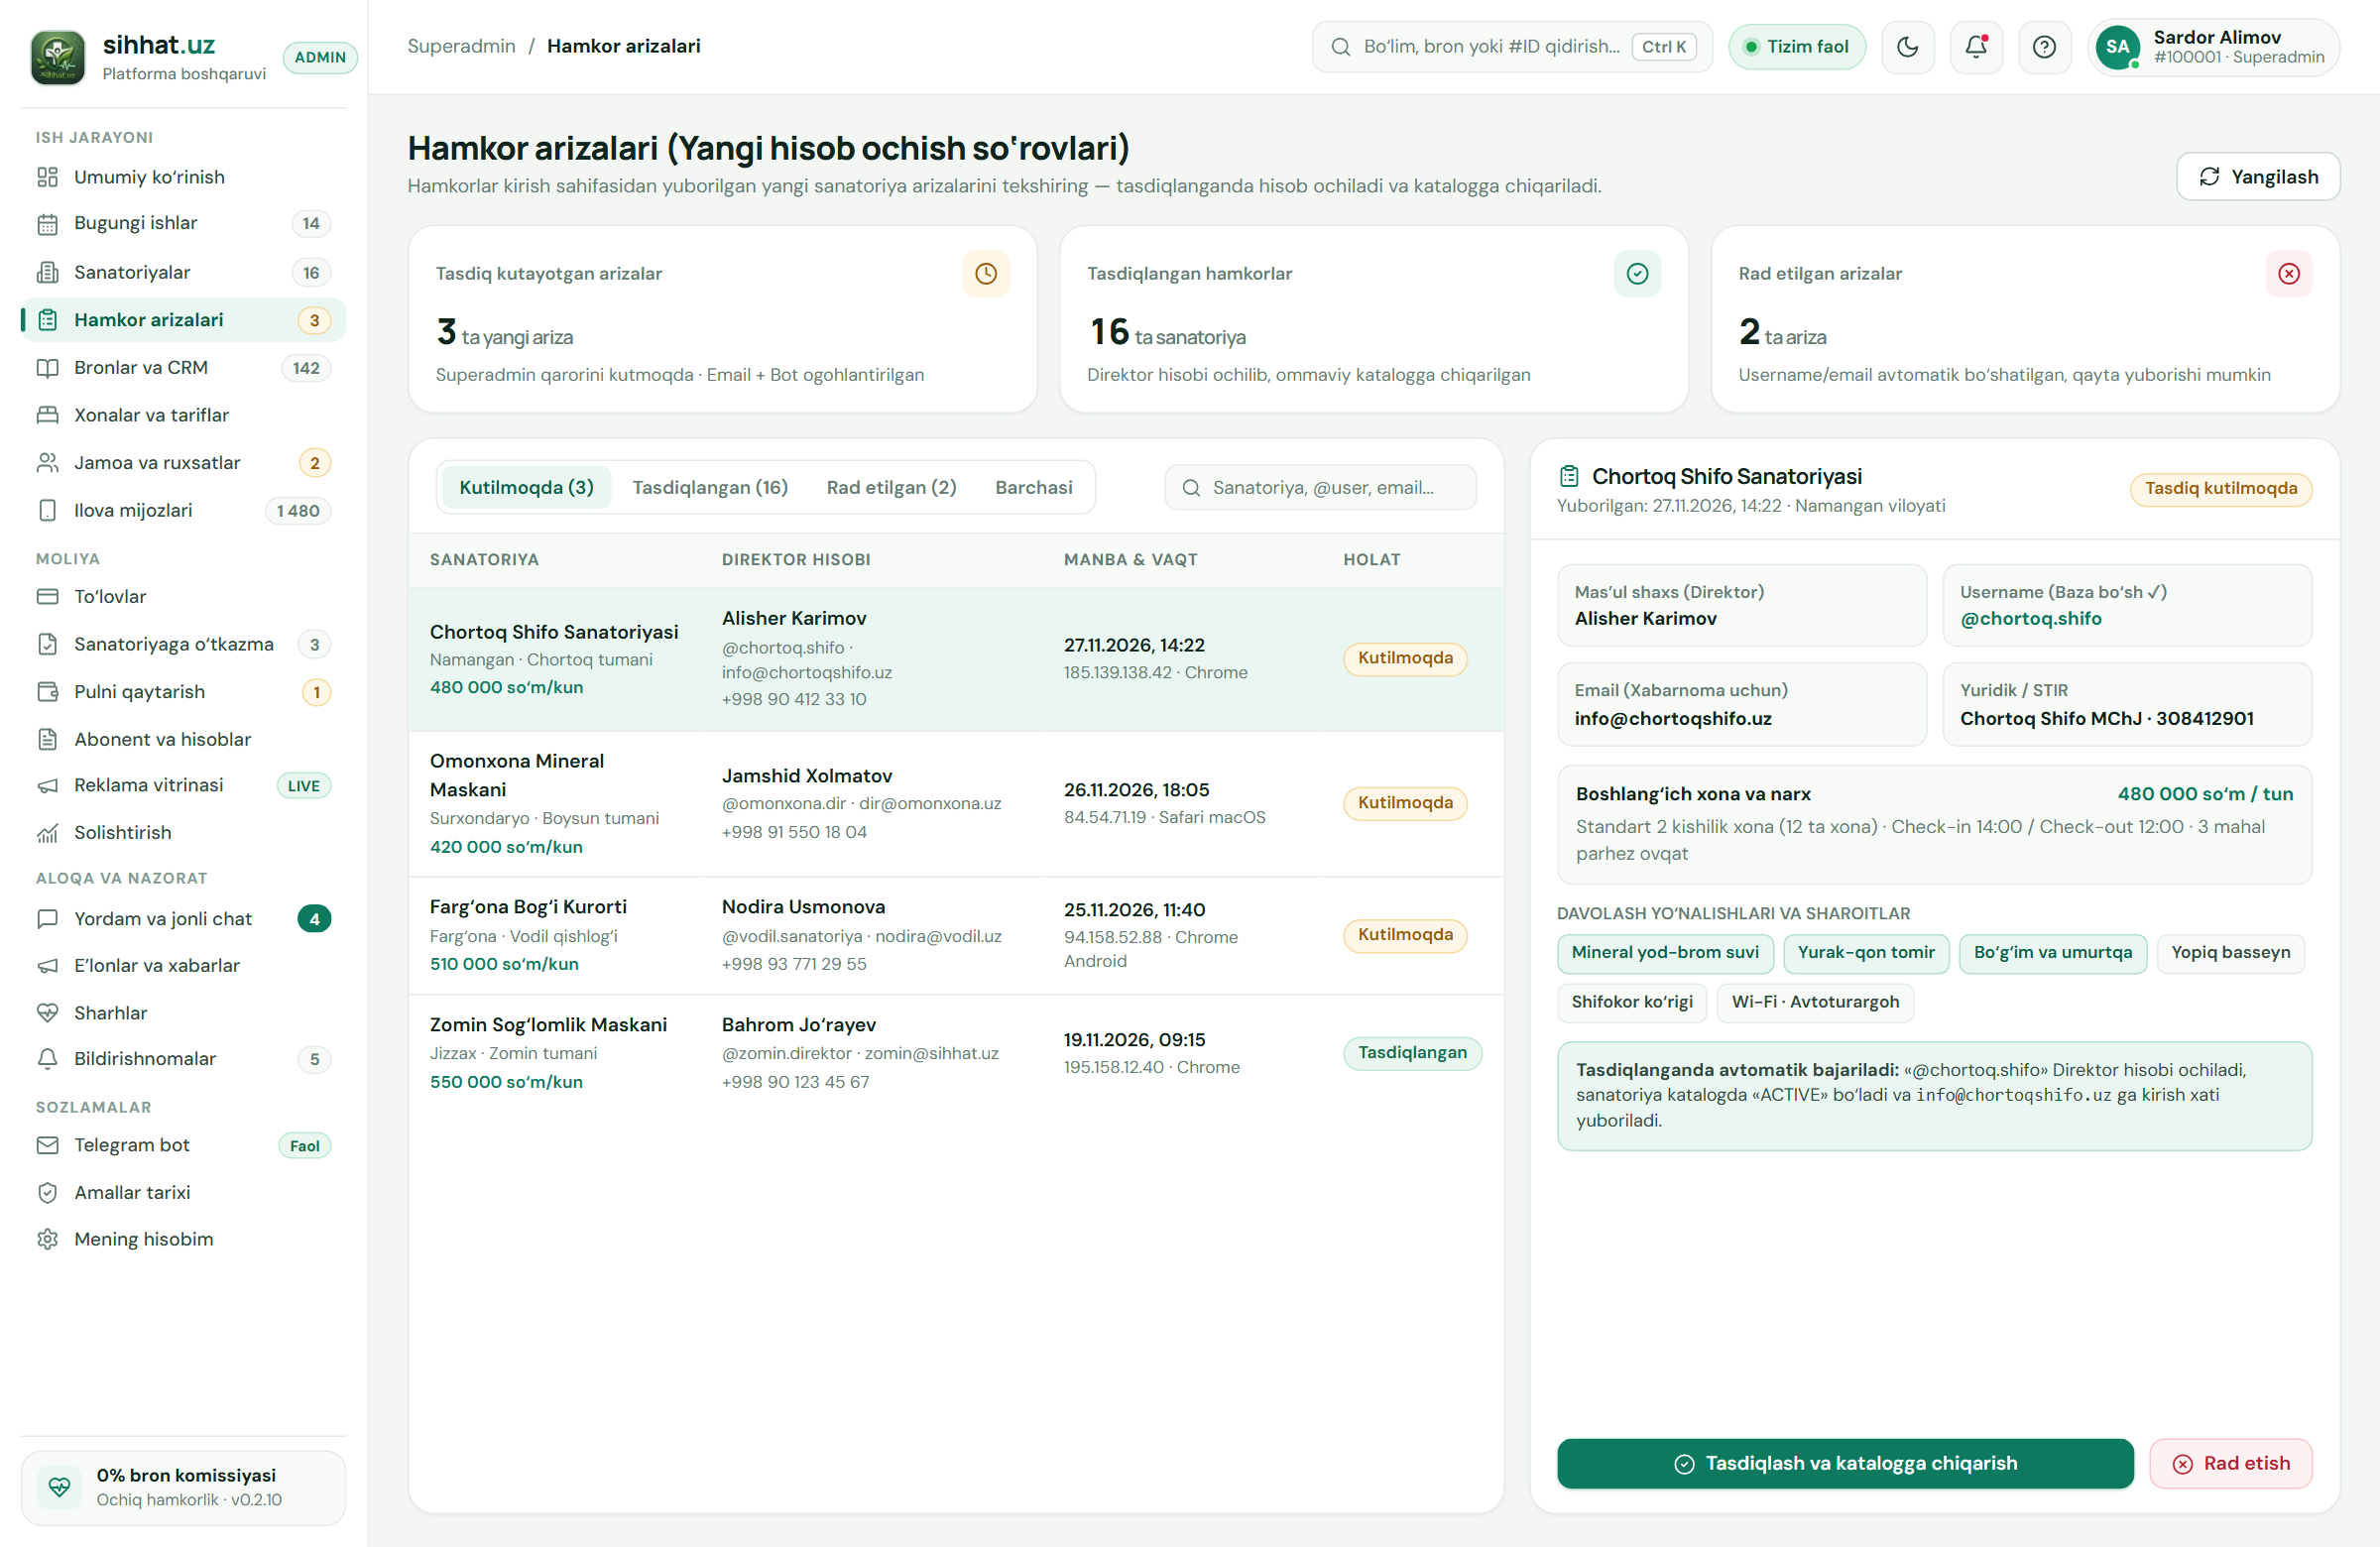 sihhat.uz
Platforma boshqaruvi
ADMIN
ISH JARAYONI
Umumiy ko‘rinish
Bugungi ishlar 14
Sanatoriyalar 16
Hamkor arizalari 3
Bronlar va CRM 142
Xonalar va tariflar
Jamoa va ruxsatlar 2
Ilova mijozlari 1 480
MOLIYA
To‘lovlar
Sanatoriyaga o‘tkazma 3
Pulni qaytarish 1
Abonent va hisoblar
Reklama vitrinasi LIVE
Solishtirish
ALOQA VA NAZORAT
Yordam va jonli chat 4
E’lonlar va xabarlar
Sharhlar
Bildirishnomalar 5
SOZLAMALAR
Telegram bot Faol
Amallar tarixi
Mening hisobim
0% bron komissiyasi
Ochiq hamkorlik · v0.2.10
Superadmin / Hamkor arizalari
Bo‘lim, bron yoki #ID qidirish... Ctrl K
Tizim faol
SA
Sardor Alimov
#100001 · Superadmin
Hamkor arizalari (Yangi hisob ochish so‘rovlari)
Hamkorlar kirish sahifasidan yuborilgan yangi sanatoriya arizalarini tekshiring — tasdiqlanganda hisob ochiladi va katalogga chiqariladi.
Yangilash
Tasdiq kutayotgan arizalar
3 ta yangi ariza
Superadmin qarorini kutmoqda · Email + Bot ogohlantirilgan
Tasdiqlangan hamkorlar
16 ta sanatoriya
Direktor hisobi ochilib, ommaviy katalogga chiqarilgan
Rad etilgan arizalar
2 ta ariza
Username/email avtomatik bo‘shatilgan, qayta yuborishi mumkin
Kutilmoqda (3) Tasdiqlangan (16) Rad etilgan (2) Barchasi
Sanatoriya, @user, email...
SANATORIYA DIREKTOR HISOBI MANBA & VAQT HOLAT
Chortoq Shifo Sanatoriyasi
Namangan · Chortoq tumani
480 000 so‘m/kun
Alisher Karimov
@chortoq.shifo ·
info@chortoqshifo.uz
+998 90 412 33 10
27.11.2026, 14:22
185.139.138.42 · Chrome
Kutilmoqda
Omonxona Mineral
Maskani
Surxondaryo · Boysun tumani
420 000 so‘m/kun
Jamshid Xolmatov
@omonxona.dir · dir@omonxona.uz
+998 91 550 18 04
26.11.2026, 18:05
84.54.71.19 · Safari macOS
Kutilmoqda
Farg‘ona Bog‘i Kurorti
Farg‘ona · Vodil qishlog‘i
510 000 so‘m/kun
Nodira Usmonova
@vodil.sanatoriya · nodira@vodil.uz
+998 93 771 29 55
25.11.2026, 11:40
94.158.52.88 · Chrome
Android
Kutilmoqda
Zomin Sog‘lomlik Maskani
Jizzax · Zomin tumani
550 000 so‘m/kun
Bahrom Jo‘rayev
@zomin.direktor · zomin@sihhat.uz
+998 90 123 45 67
19.11.2026, 09:15
195.158.12.40 · Chrome
Tasdiqlangan
Chortoq Shifo Sanatoriyasi
Yuborilgan: 27.11.2026, 14:22 · Namangan viloyati
Tasdiq kutilmoqda
Mas’ul shaxs (Direktor)
Alisher Karimov
Username (Baza bo‘sh ✓)
@chortoq.shifo
Email (Xabarnoma uchun)
info@chortoqshifo.uz
Yuridik / STIR
Chortoq Shifo MChJ · 308412901
Boshlang‘ich xona va narx 480 000 so‘m / tun
Standart 2 kishilik xona (12 ta xona) · Check-in 14:00 / Check-out 12:00 · 3 mahal
parhez ovqat
DAVOLASH YO‘NALISHLARI VA SHAROITLAR
Mineral yod-brom suvi Yurak-qon tomir Bo‘g‘im va umurtqa Yopiq basseyn
Shifokor ko‘rigi Wi-Fi · Avtoturargoh
Tasdiqlanganda avtomatik bajariladi: «@chortoq.shifo» Direktor hisobi ochiladi,
sanatoriya katalogda «ACTIVE» bo‘ladi va info@chortoqshifo.uz ga kirish xati
yuboriladi.
Tasdiqlash va katalogga chiqarish
Rad etish